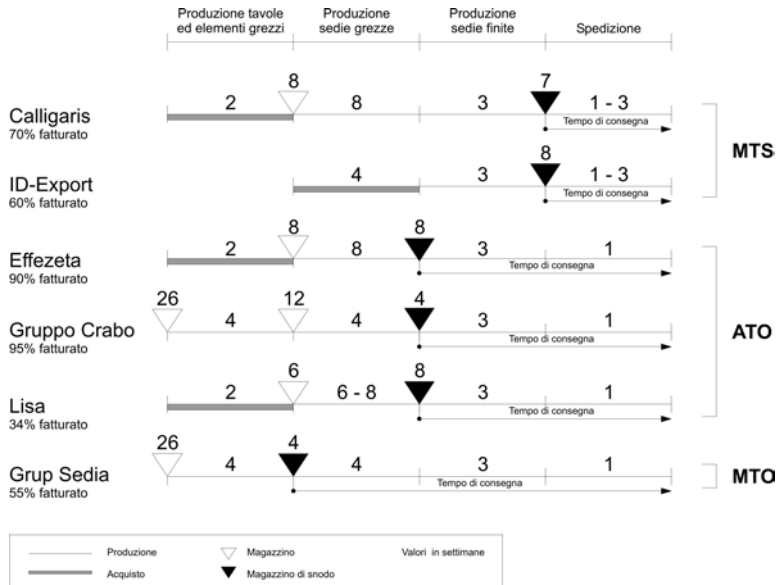 Produzione tavole
ed elementi grezzi
Produzione
sedie grezze
Produzione
sedie finite
Spedizione
8
7
Calligaris
2
8
3
1 - 3
70% fatturato
Tempo di consegna
8
MTS
ID-Export
4
3
1 - 3
60% fatturato
Tempo di consegna
8
8
Effezeta
2
8
3
1
90% fatturato
Tempo di consegna
26
12
4
Gruppo Crabo
4
4
3
1
95% fatturato
Tempo di consegna
ATO
6
8
Lisa
2
6 - 8
3
1
34% fatturato
Tempo di consegna
26
4
Grup Sedia
4
4
3
1
55% fatturato
Tempo di consegna
MTO
Produzione
Magazzino
Valori in settimane
Acquisto
Magazzino di snodo